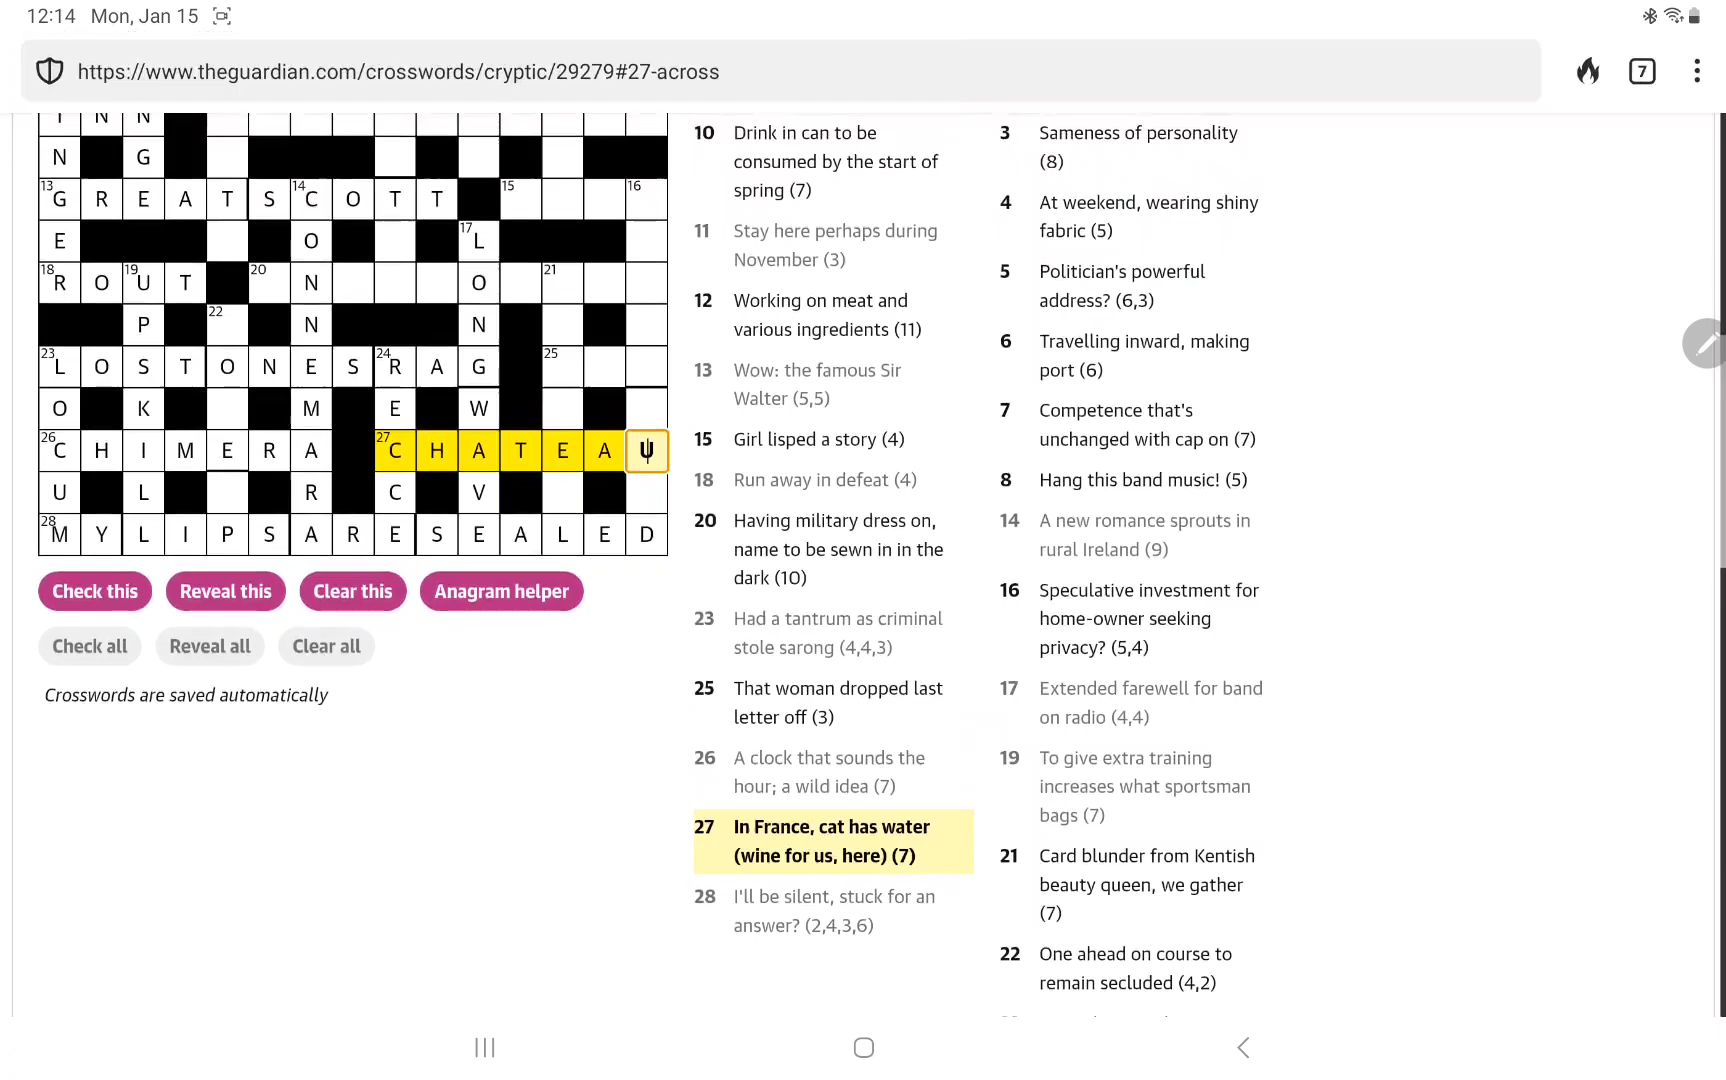 12:14 Mon, Jan 15
https://www.theguardian.com/crosswords/cryptic/29279#27-across
7
I N N
N G
13 G R E A T S 14 C O T T 15 16
E O 17 L
18 R O 19 U T 20 N O 21
P 22 N N
23 L O S T O N E S 24 R A G 25
O K M E W
26 C H I M E R A 27 C H A T E A U
U L R C V
28 M Y L I P S A R E S E A L E D
Check this Reveal this Clear this Anagram helper
Check all Reveal all Clear all
Crosswords are saved automatically
10 Drink in can to be
consumed by the start of
spring (7)
11 Stay here perhaps during
November (3)
12 Working on meat and
various ingredients (11)
13 Wow: the famous Sir
Walter (5,5)
15 Girl lisped a story (4)
18 Run away in defeat (4)
20 Having military dress on,
name to be sewn in in the
dark (10)
23 Had a tantrum as criminal
stole sarong (4,4,3)
25 That woman dropped last
letter off (3)
26 A clock that sounds the
hour; a wild idea (7)
27 In France, cat has water
(wine for us, here) (7)
28 I'll be silent, stuck for an
answer? (2,4,3,6)
3 Sameness of personality
(8)
4 At weekend, wearing shiny
fabric (5)
5 Politician's powerful
address? (6,3)
6 Travelling inward, making
port (6)
7 Competence that's
unchanged with cap on (7)
8 Hang this band music! (5)
14 A new romance sprouts in
rural Ireland (9)
16 Speculative investment for
home-owner seeking
privacy? (5,4)
17 Extended farewell for band
on radio (4,4)
19 To give extra training
increases what sportsman
bags (7)
21 Card blunder from Kentish
beauty queen, we gather
(7)
22 One ahead on course to
remain secluded (4,2)